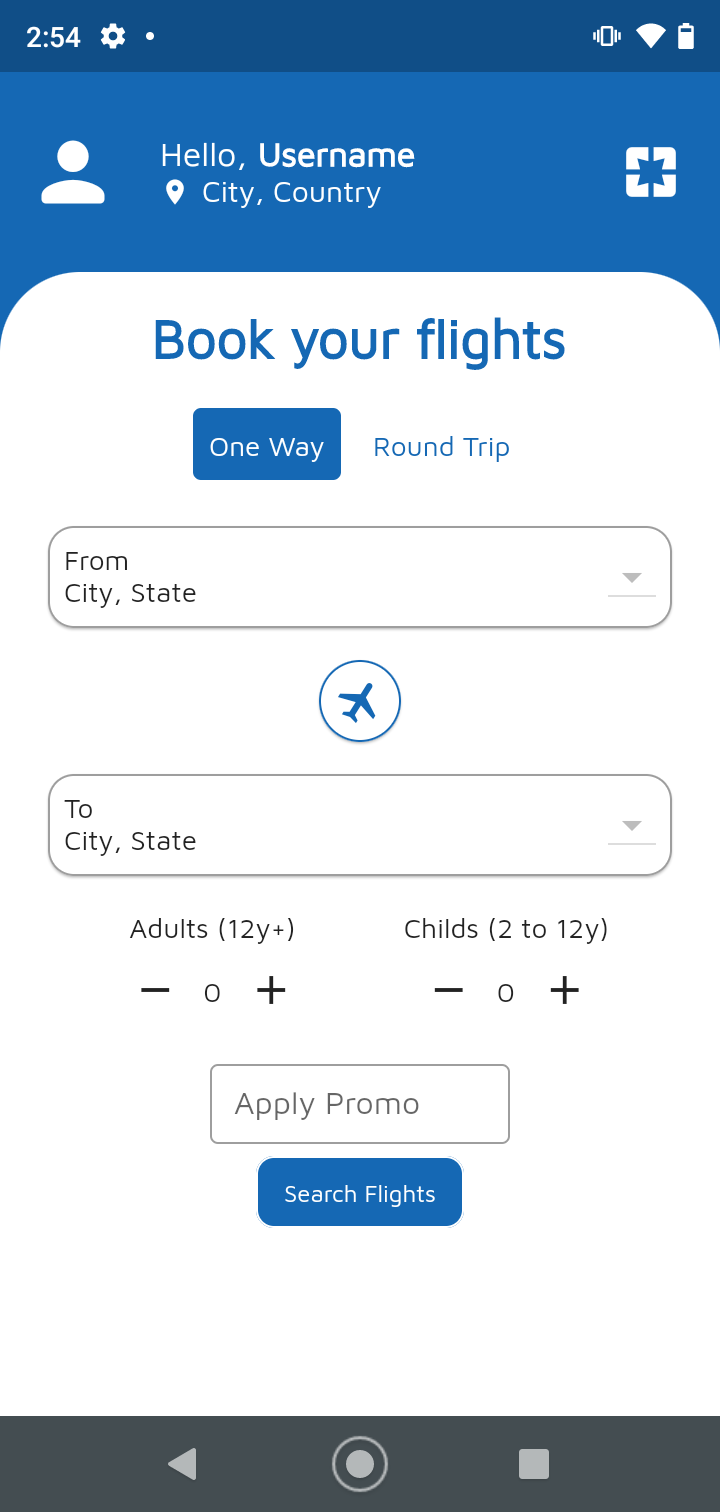 2:54
Hello, Username
City, Country
Book your flights
One Way
Round Trip
From
City, State
To
City, State
Adults (12y+)
Childs (2 to 12y)
0
0
Apply Promo
Search Flights